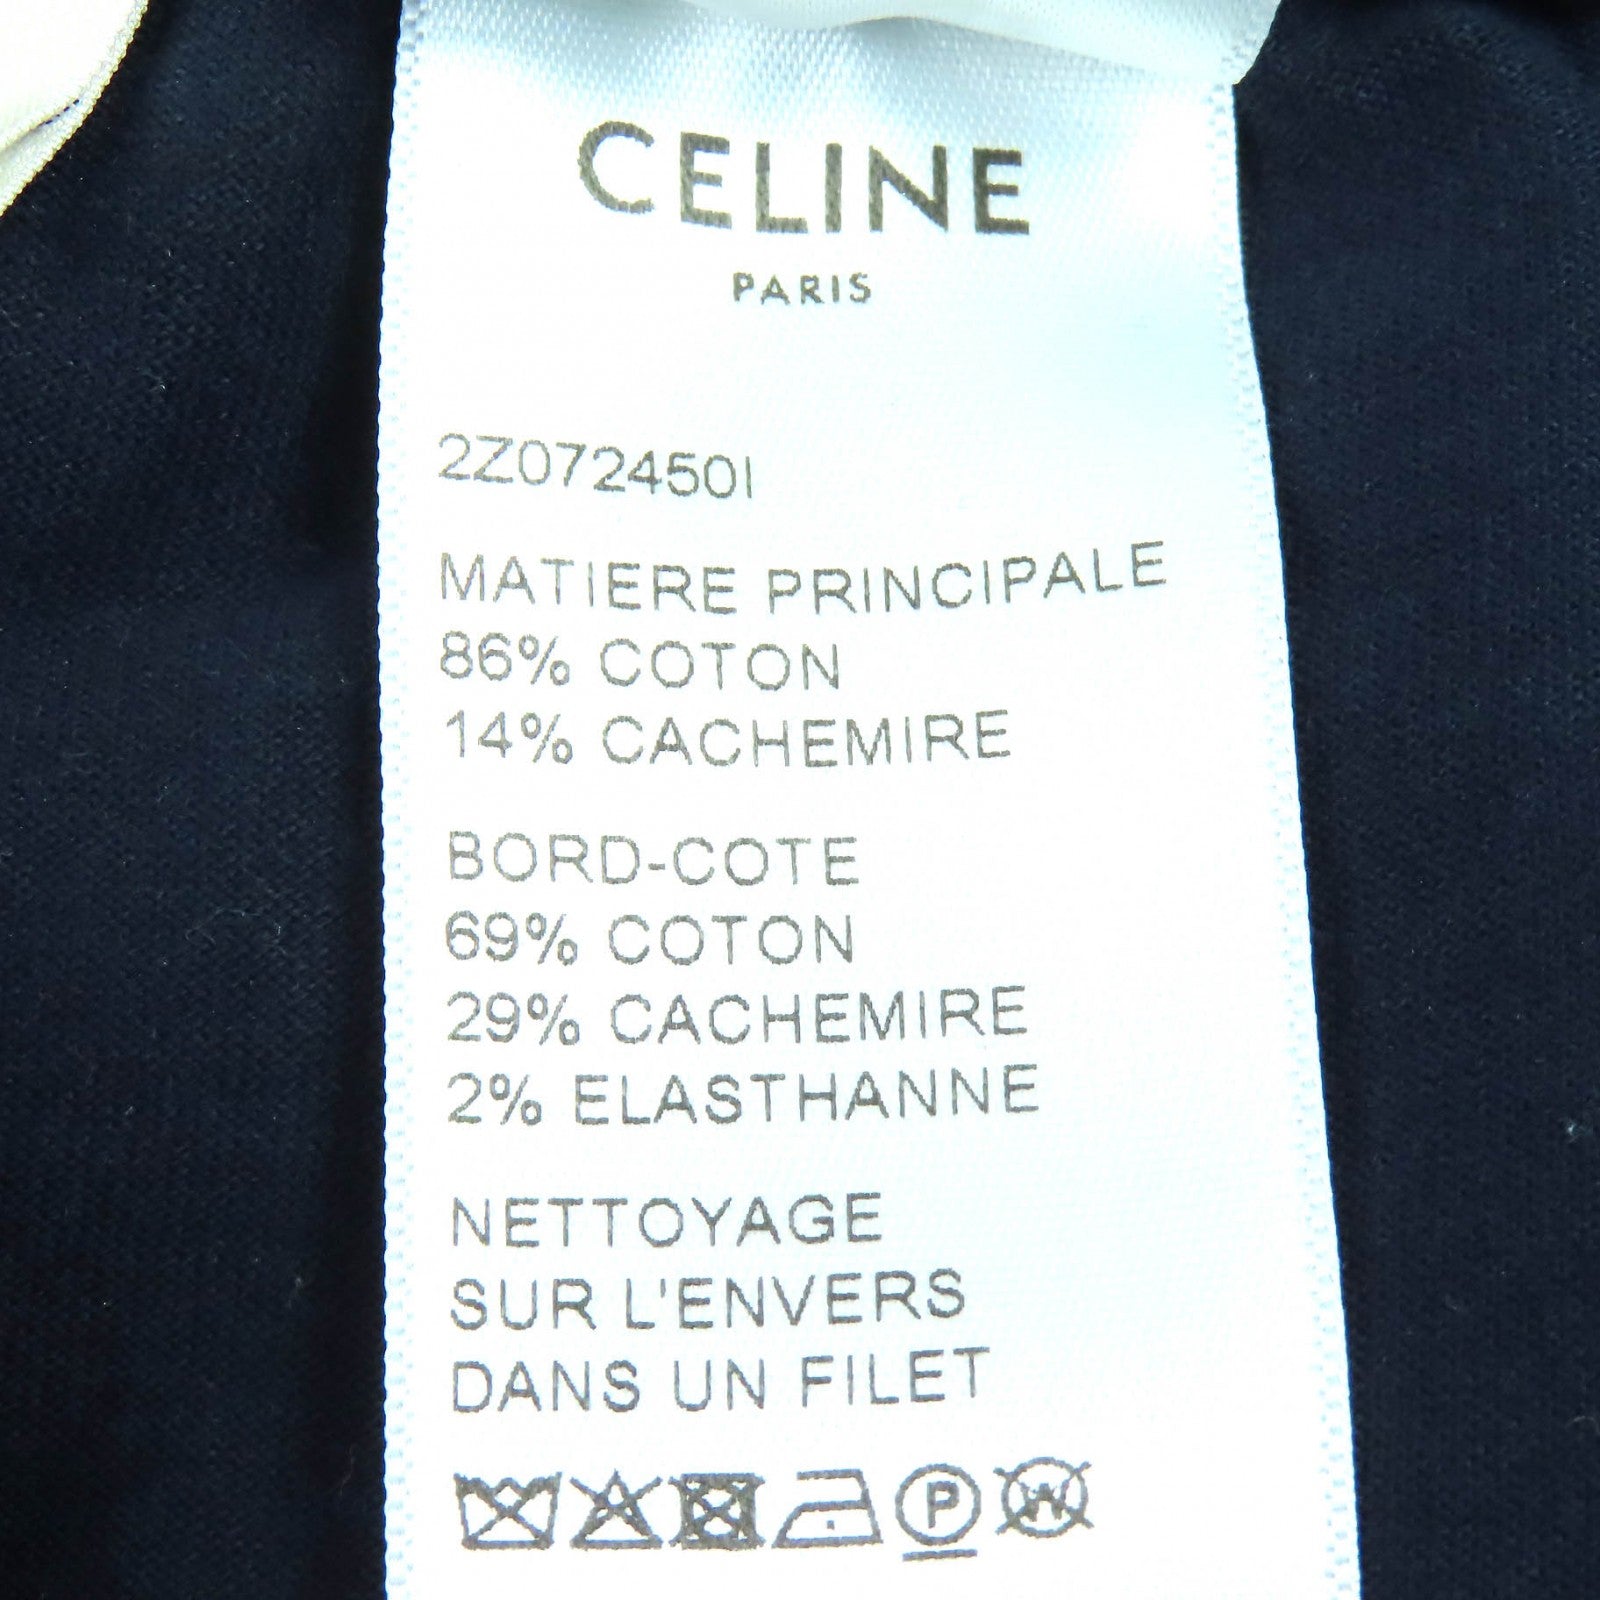 CELINE
PARIS
2Z072450I
MATIERE PRINCIPALE
86% COTON
14% CACHEMIRE
BORD-COTE
69% COTON
29% CACHEMIRE
2% ELASTHANNE
NETTOYAGE
SUR L'ENVERS
DANS UN FILET
P W